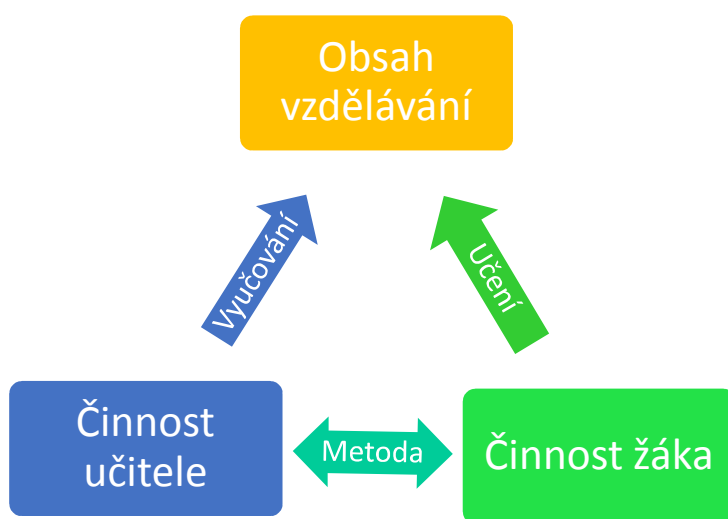 Obsah
vzdělávání
Vyučování
Učení
Činnost
učitele
Metoda
Činnost žáka